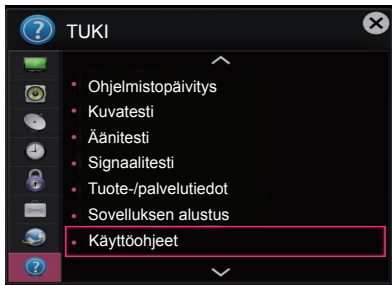 TUKI
Ohjelmistopäivitys
Kuvatesti
Äänitesti
Signaalitesti
Tuote-/palvelutiedot
Sovelluksen alustus
Käyttöohjeet